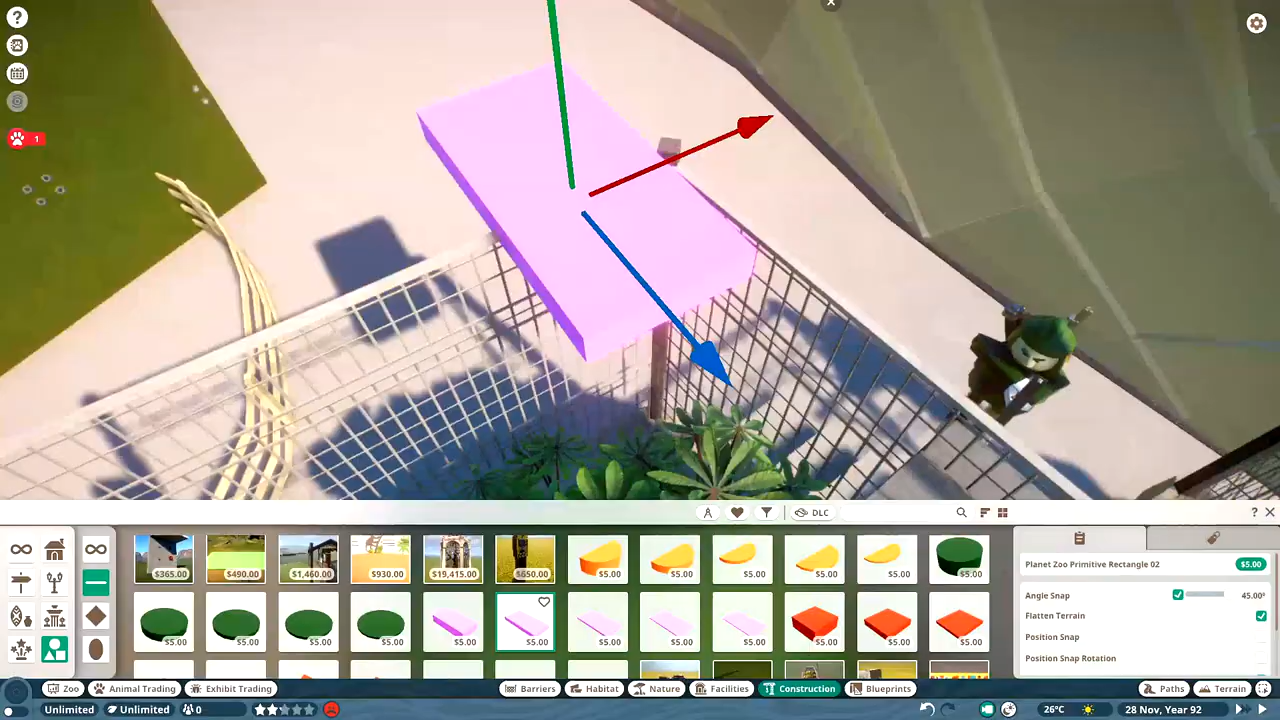 ?
1
DLC
?
$365.00 $490.00 $1,460.00 $930.00 $19,415.00 $650.00 $5.00 $5.00 $5.00 $5.00 $5.00 $5.00
$5.00 $5.00 $5.00 $5.00 $5.00 $5.00 $5.00 $5.00 $5.00 $5.00 $5.00 $5.00
Planet Zoo Primitive Rectangle 02 $5.00
Angle Snap 45.00°
Flatten Terrain
Position Snap
Position Snap Rotation
Zoo Animal Trading Exhibit Trading Barriers Habitat Nature Facilities Construction Blueprints Paths Terrain
Unlimited Unlimited 0 26°C 28 Nov, Year 92